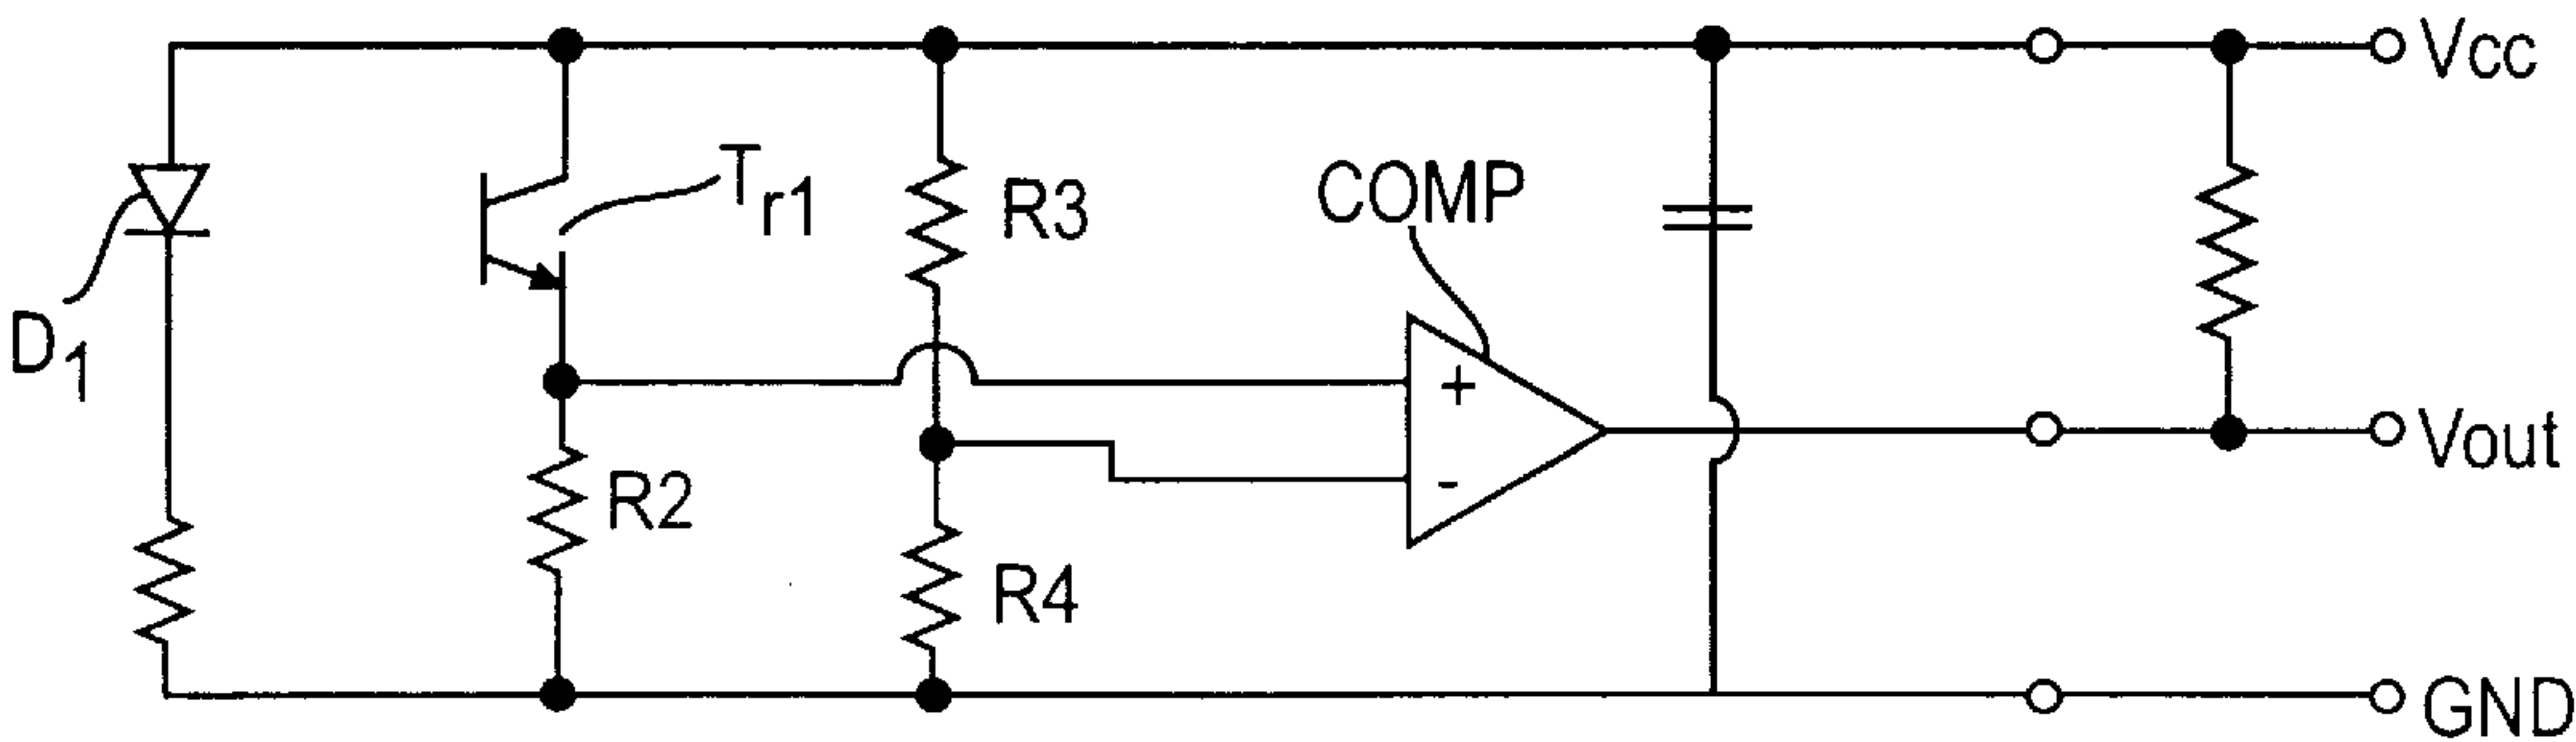 Vcc
Tr1
R3
COMP
D1
+
Vout
R2
-
R4
GND